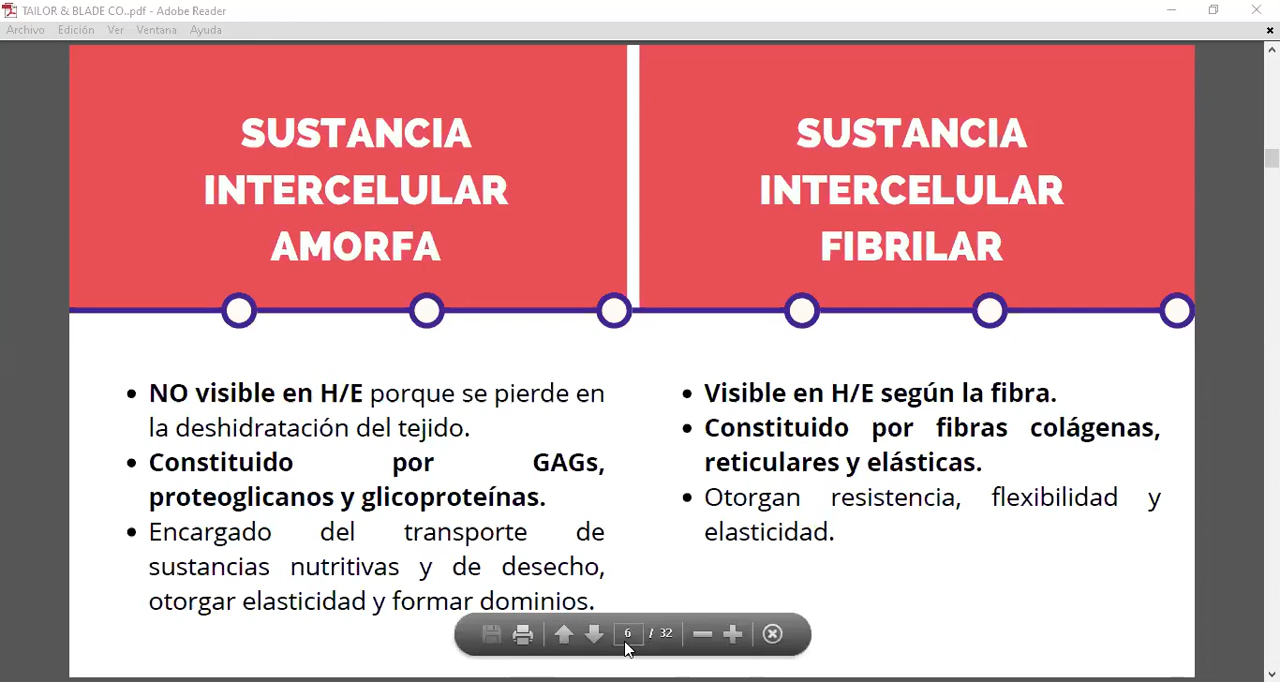 TAILOR & BLADE CO..pdf - Adobe Reader
Archivo Edición Ver Ventana Ayuda
SUSTANCIA
INTERCELULAR
AMORFA
SUSTANCIA
INTERCELULAR
FIBRILAR
• NO visible en H/E porque se pierde en
la deshidratación del tejido.
• Constituido por GAGs,
proteoglicanos y glicoproteínas.
• Encargado del transporte de
sustancias nutritivas y de desecho,
otorgar elasticidad y formar dominios.
• Visible en H/E según la fibra.
• Constituido por fibras colágenas,
reticulares y elásticas.
• Otorgan resistencia, flexibilidad y
elasticidad.
6 / 32